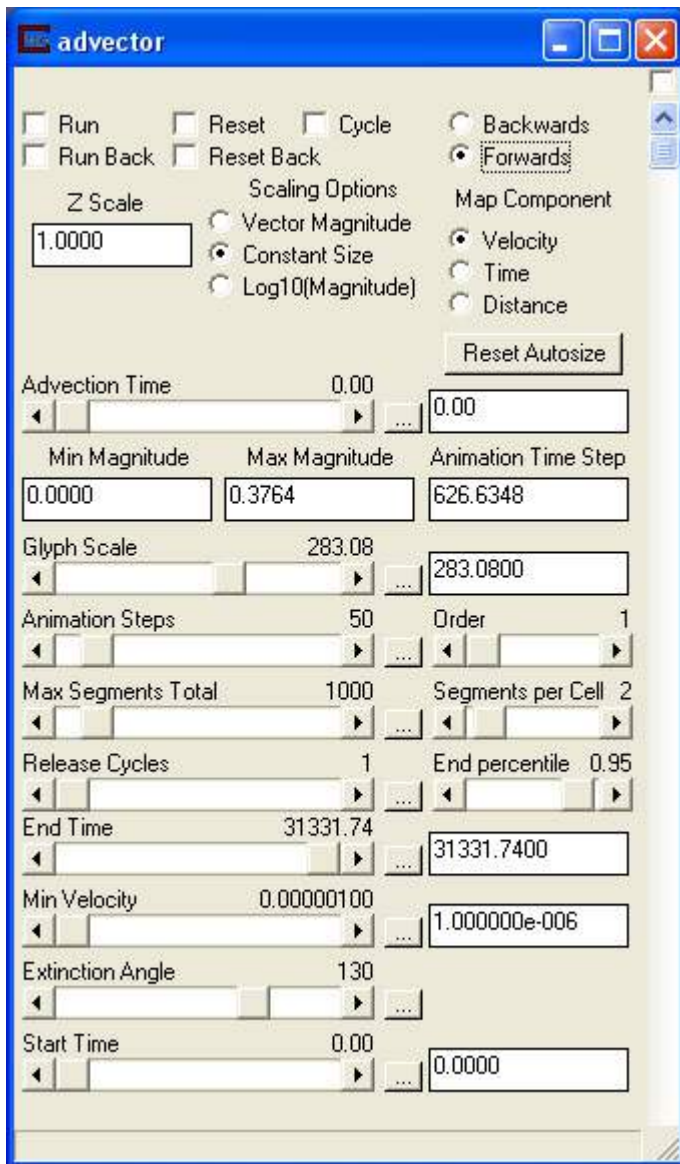 advector
Run Reset Cycle Backwards
Run Back Reset Back Forwards
Z Scale Scaling Options Map Component
1.0000 Vector Magnitude Velocity
Constant Size Time
Log10(Magnitude) Distance
Reset Autosize
Advection Time 0.00
... 0.00
Min Magnitude Max Magnitude Animation Time Step
0.0000 0.3764 626.6348
Glyph Scale 283.08
... 283.0800
Animation Steps 50 Order 1
...
Max Segments Total 1000 Segments per Cell 2
...
Release Cycles 1 End percentile 0.95
...
End Time 31331.74
... 31331.7400
Min Velocity 0.00000100
... 1.000000e-006
Extinction Angle 130
...
Start Time 0.00
... 0.0000